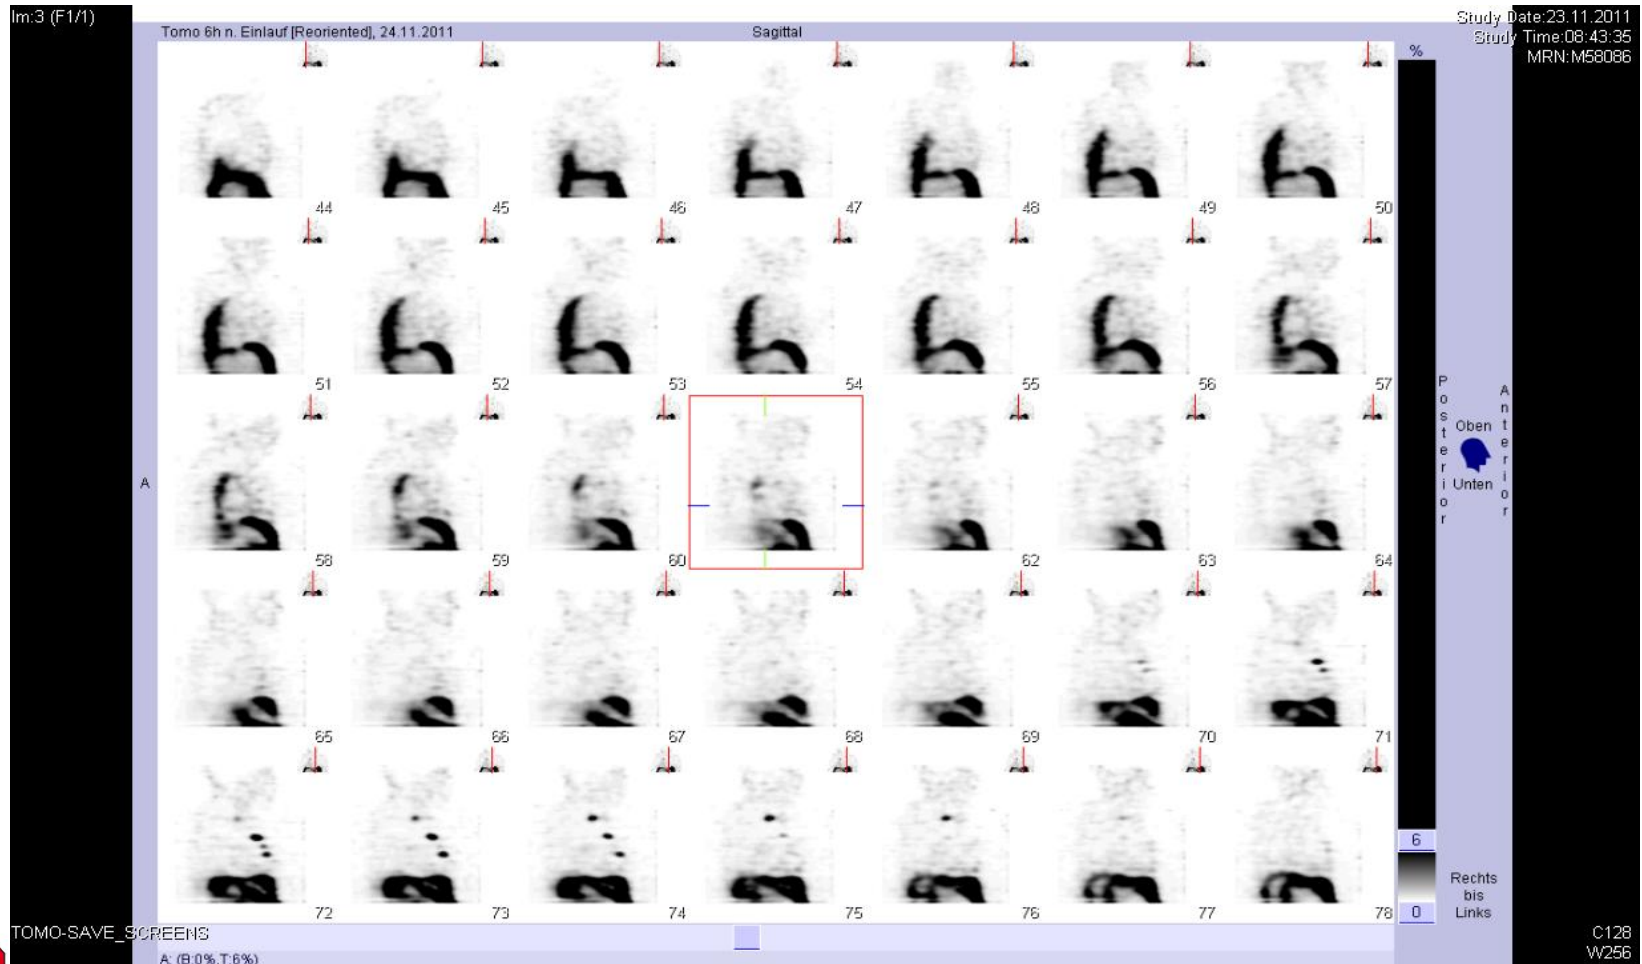 Im:3 (F1/1)
Study Date:23.11.2011
Study Time:08:43:35
MRN:M58086
Tomo 6h n. Einlauf [Reoriented], 24.11.2011
Sagittal
%
44 45 46 47 48 49 50
51 52 53 54 55 56 57
A
Posterior
Oben
Unten
Anterior
58 59 60 62 63 64
65 66 67 68 69 70 71
6
72 73 74 75 76 77 78
0
Rechts
bis
Links
TOMO-SAVE_SCREENS
A: (B:0%,T:6%)
C128
W256